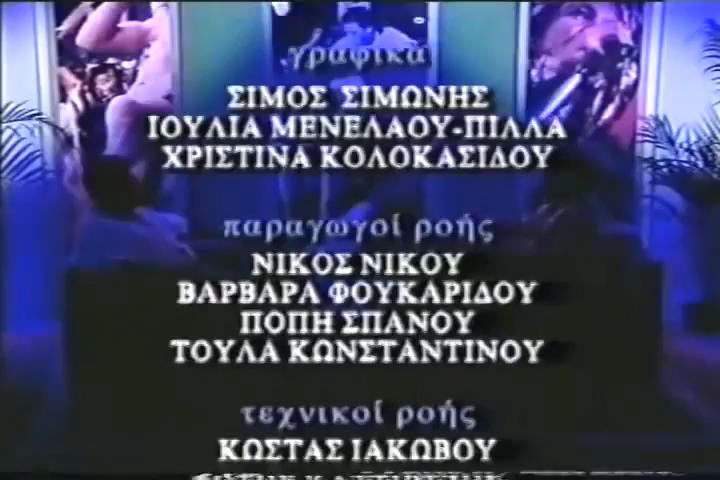 γραφικά
ΣΙΜΟΣ ΣΙΜΩΝΗΣ
ΙΟΥΛΙΑ ΜΕΝΕΛΑΟΥ-ΠΙΛΛΑ
ΧΡΙΣΤΙΝΑ ΚΟΛΟΚΑΣΙΔΟΥ
παραγωγοί ροής
ΝΙΚΟΣ ΝΙΚΟΥ
ΒΑΡΒΑΡΑ ΦΟΥΚΑΡΙΔΟΥ
ΠΟΠΗ ΣΠΑΝΟΥ
ΤΟΥΛΑ ΚΩΝΣΤΑΝΤΙΝΟΥ
τεχνικοί ροής
ΚΩΣΤΑΣ ΙΑΚΩΒΟΥ